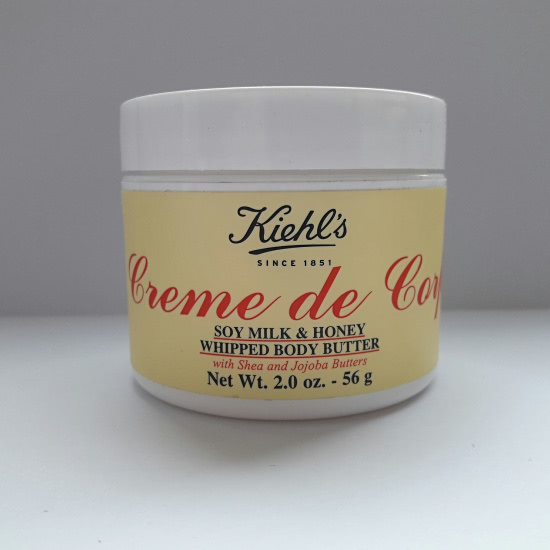 Kiehl's
SINCE 1851
Creme de Cor
SOY MILK & HONEY
WHIPPED BODY BUTTER
with Shea and Jojoba Butters
Net Wt. 2.0 oz. - 56 g